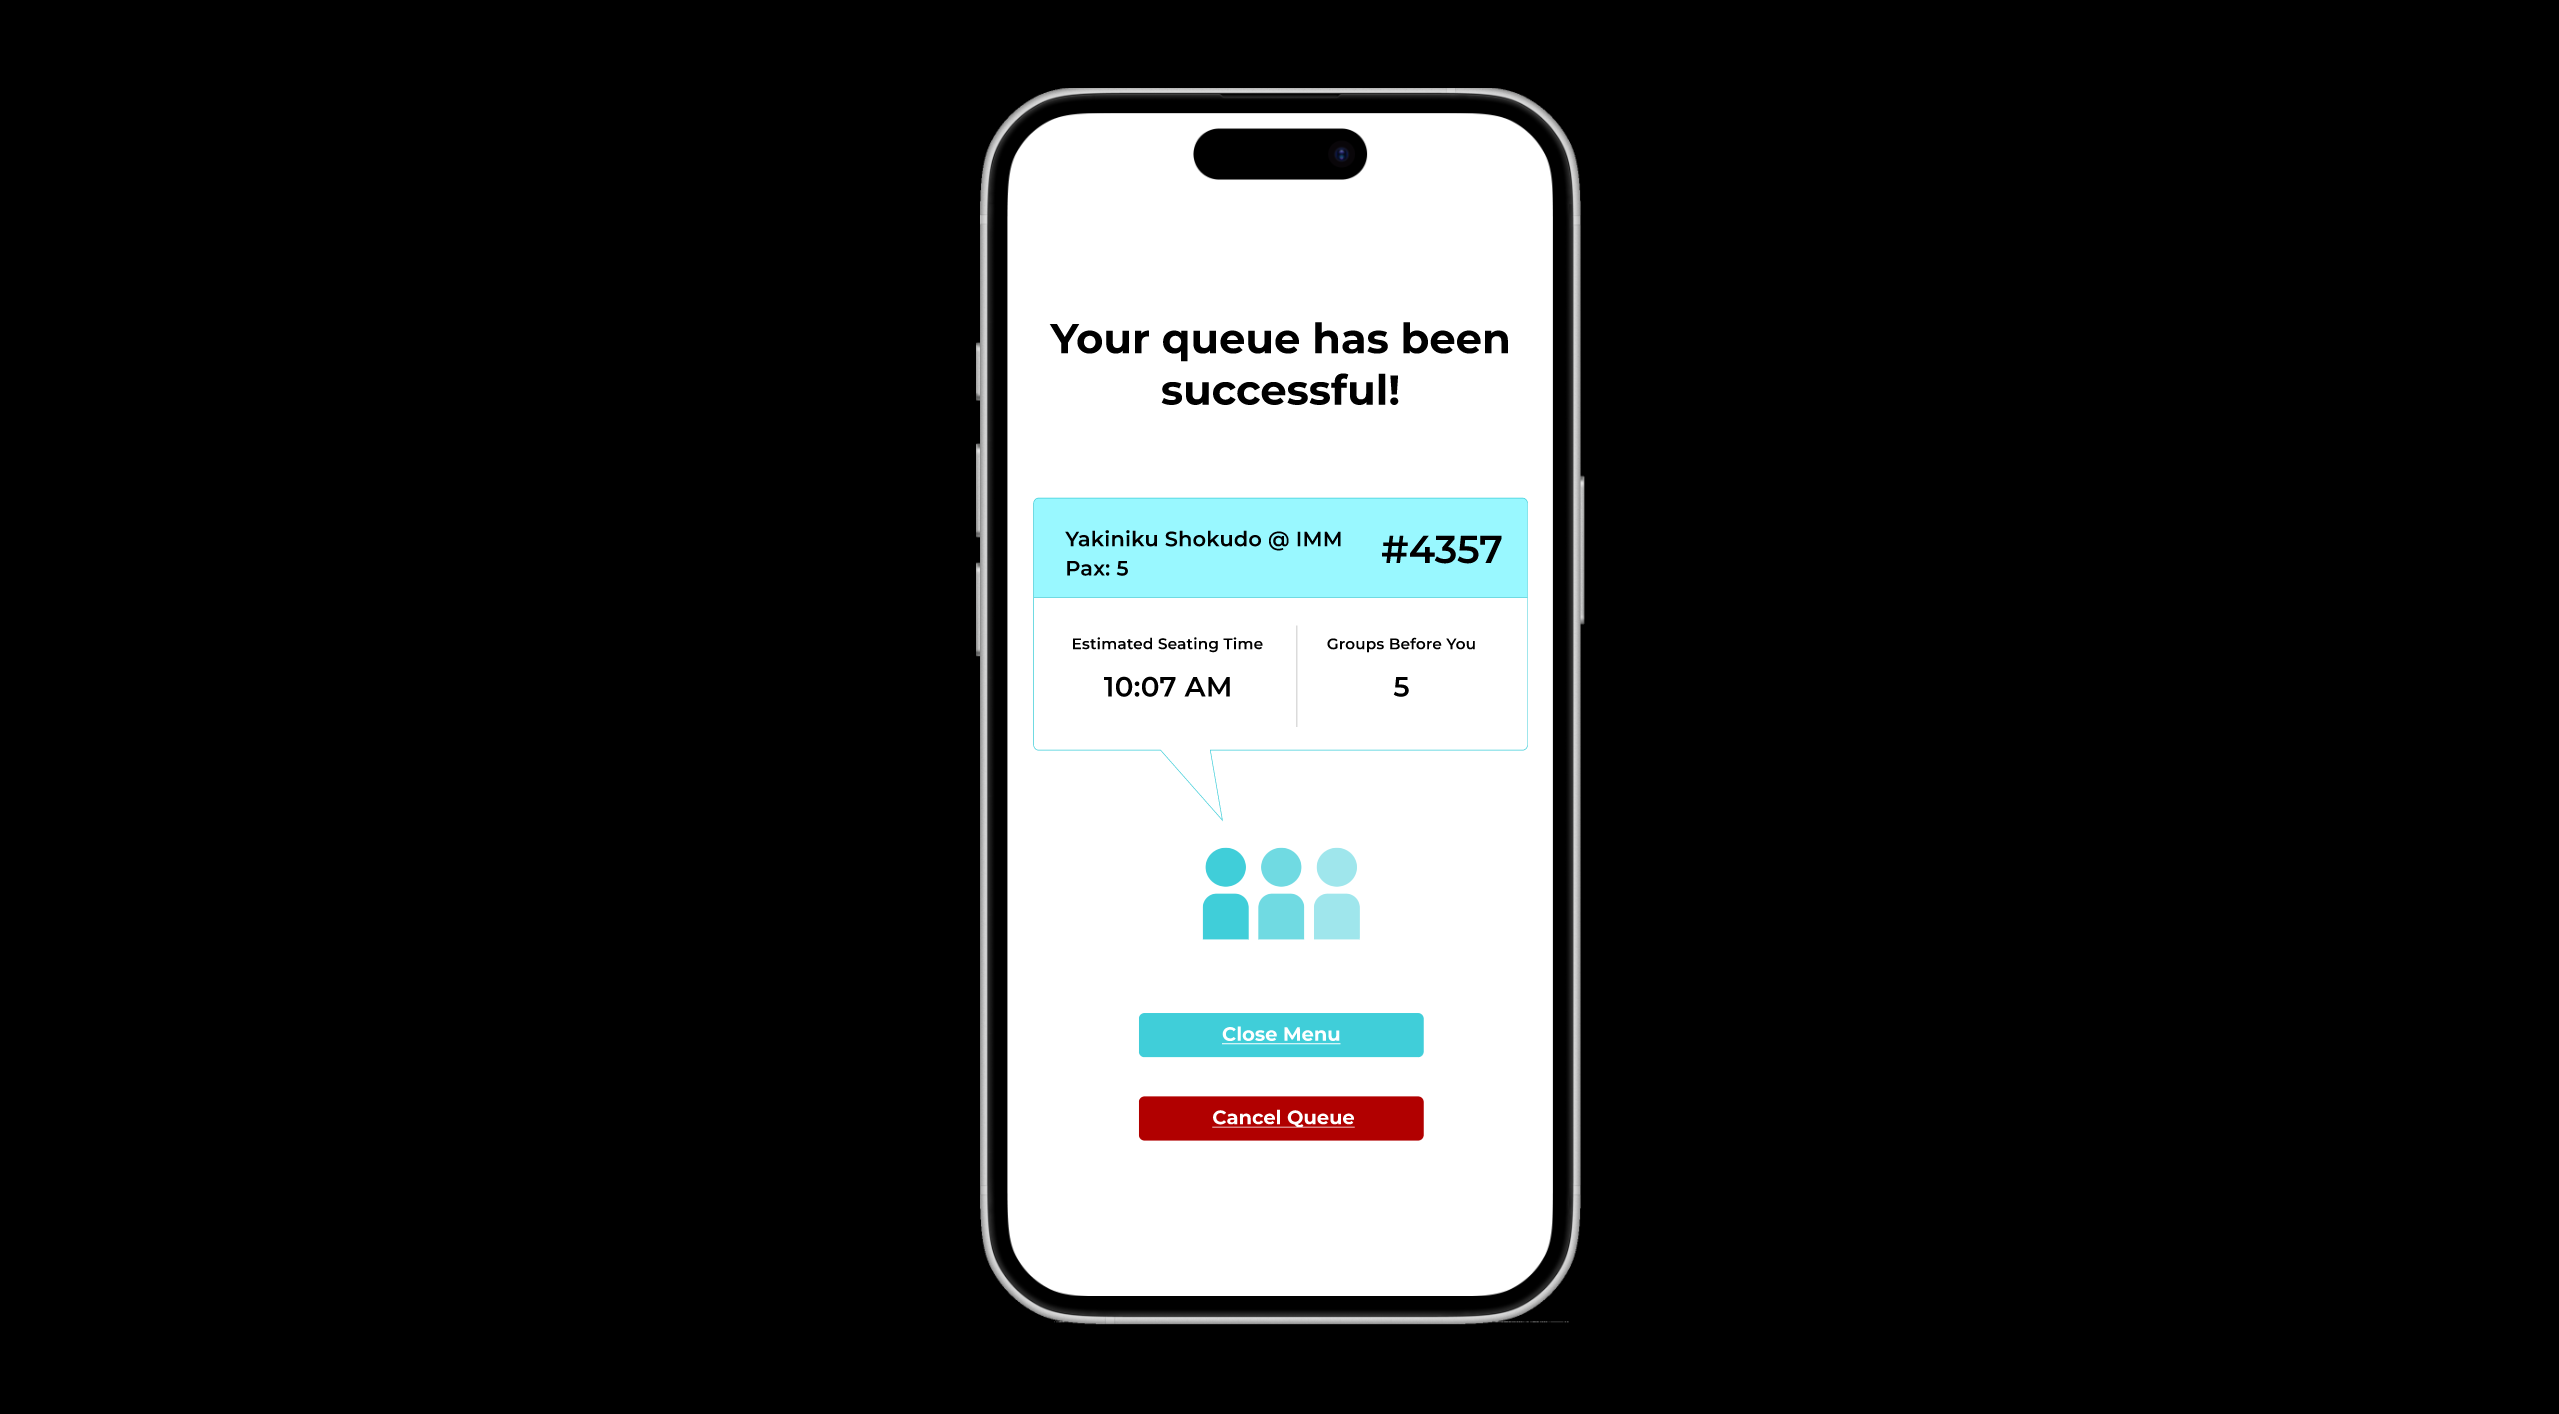 Your queue has been
successful!
Yakiniku Shokudo @ IMM
Pax: 5
#4357
Estimated Seating Time
10:07 AM
Groups Before You
5
Close Menu
Cancel Queue